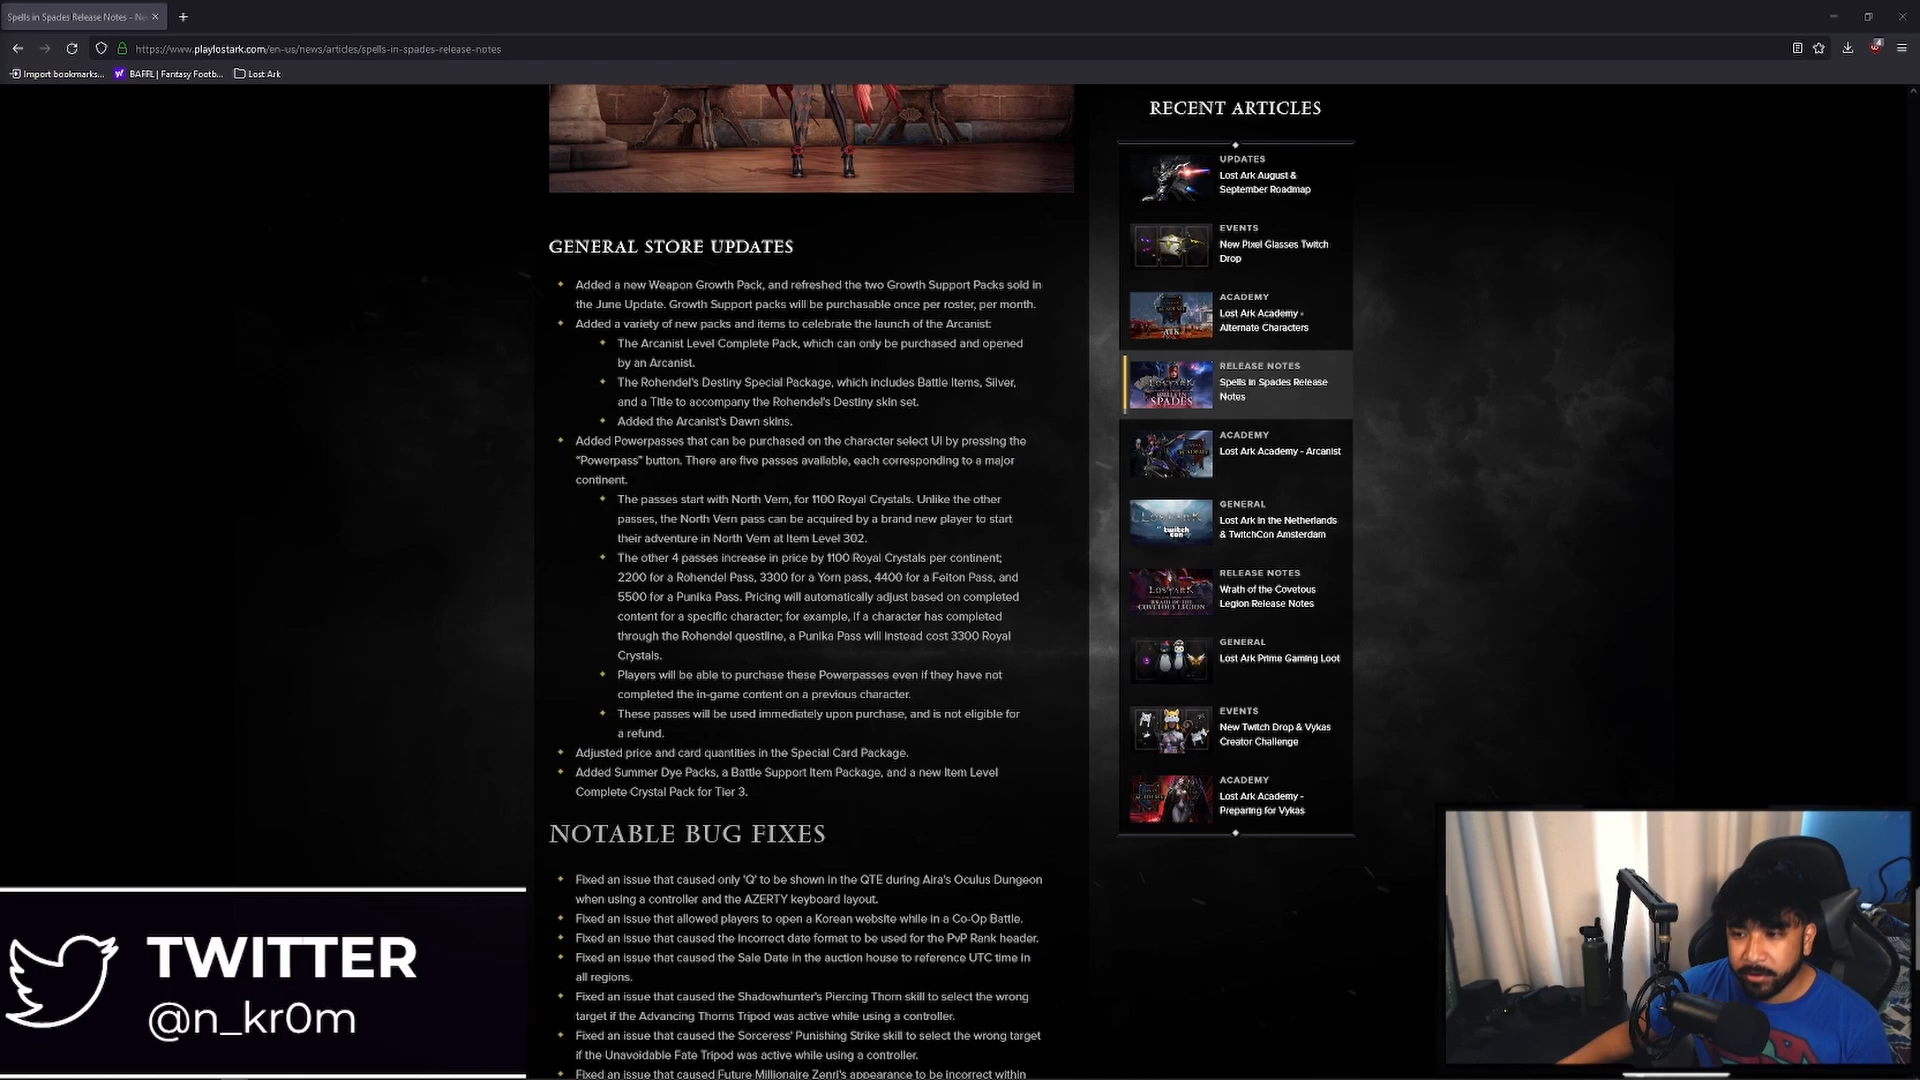 Spells in Spades Release Notes - Ne
https://www.playlostark.com/en-us/news/articles/spells-in-spades-release-notes
Import bookmarks...
BAFFL | Fantasy Footb...
Lost Ark
GENERAL STORE UPDATES
Added a new Weapon Growth Pack, and refreshed the two Growth Support Packs sold in
the June Update. Growth Support packs will be purchasable once per roster, per month.
Added a variety of new packs and items to celebrate the launch of the Arcanist:
The Arcanist Level Complete Pack, which can only be purchased and opened
by an Arcanist.
The Rohendel's Destiny Special Package, which includes Battle Items, Silver,
and a Title to accompany the Rohendel's Destiny skin set.
Added the Arcanist's Dawn skins.
Added Powerpasses that can be purchased on the character select UI by pressing the
“Powerpass” button. There are five passes available, each corresponding to a major
continent.
The passes start with North Vern, for 1100 Royal Crystals. Unlike the other
passes, the North Vern pass can be acquired by a brand new player to start
their adventure in North Vern at Item Level 302.
The other 4 passes increase in price by 1100 Royal Crystals per continent;
2200 for a Rohendel Pass, 3300 for a Yorn pass, 4400 for a Feiton Pass, and
5500 for a Punika Pass. Pricing will automatically adjust based on completed
content for a specific character; for example, if a character has completed
through the Rohendel questline, a Punika Pass will instead cost 3300 Royal
Crystals.
Players will be able to purchase these Powerpasses even if they have not
completed the in-game content on a previous character.
These passes will be used immediately upon purchase, and is not eligible for
a refund.
Adjusted price and card quantities in the Special Card Package.
Added Summer Dye Packs, a Battle Support Item Package, and a new Item Level
Complete Crystal Pack for Tier 3.
NOTABLE BUG FIXES
Fixed an issue that caused only 'Q' to be shown in the QTE during Aira's Oculus Dungeon
when using a controller and the AZERTY keyboard layout.
Fixed an issue that allowed players to open a Korean website while in a Co-Op Battle.
Fixed an issue that caused the incorrect date format to be used for the PvP Rank header.
Fixed an issue that caused the Sale Date in the auction house to reference UTC time in
all regions.
Fixed an issue that caused the Shadowhunter's Piercing Thorn skill to select the wrong
target if the Advancing Thorns Tripod was active while using a controller.
Fixed an issue that caused the Sorceress' Punishing Strike skill to select the wrong target
if the Unavoidable Fate Tripod was active while using a controller.
Fixed an issue that caused Future Millionaire Zenri's appearance to be incorrect within
RECENT ARTICLES
UPDATES
Lost Ark August &
September Roadmap
EVENTS
New Pixel Glasses Twitch
Drop
ACADEMY
Lost Ark Academy -
Alternate Characters
RELEASE NOTES
Spells in Spades Release
Notes
ACADEMY
Lost Ark Academy - Arcanist
GENERAL
Lost Ark in the Netherlands
& TwitchCon Amsterdam
RELEASE NOTES
Wrath of the Covetous
Legion Release Notes
GENERAL
Lost Ark Prime Gaming Loot
EVENTS
New Twitch Drop & Vykas
Creator Challenge
ACADEMY
Lost Ark Academy -
Preparing for Vykas
TWITTER
@n_kr0m